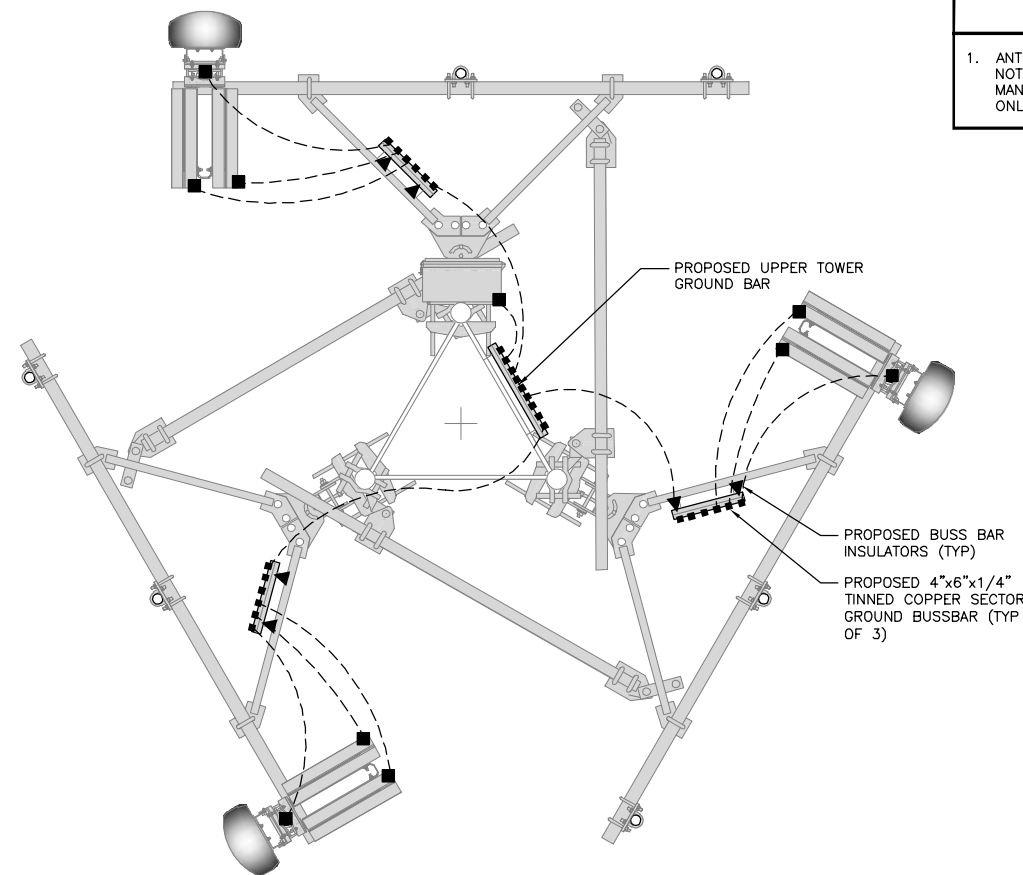 1. ANT
NOT
MAN
ONL
PROPOSED UPPER TOWER
GROUND BAR
PROPOSED BUSS BAR
INSULATORS (TYP)
PROPOSED 4"x6"x1/4"
TINNED COPPER SECTOR
GROUND BUSSBAR (TYP
OF 3)